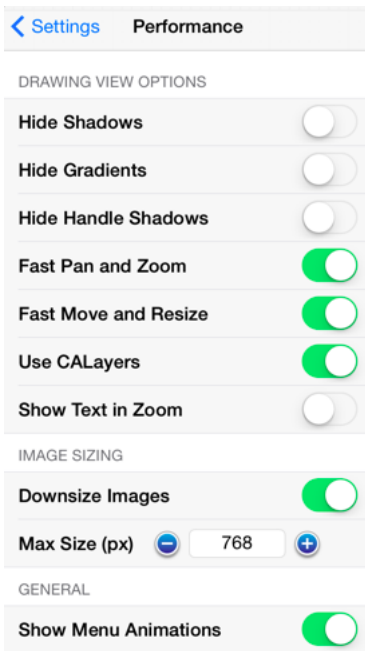 Settings Performance
DRAWING VIEW OPTIONS
Hide Shadows
Hide Gradients
Hide Handle Shadows
Fast Pan and Zoom
Fast Move and Resize
Use CALayers
Show Text in Zoom
IMAGE SIZING
Downsize Images
Max Size (px) 768
GENERAL
Show Menu Animations